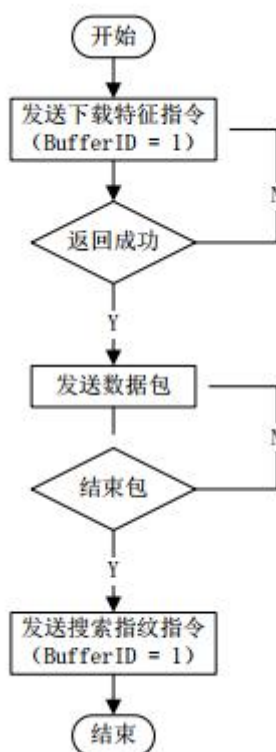 开始
发送下载特征指令
（BufferID = 1）
N
返回成功
Y
发送数据包
N
结束包
Y
发送搜索指纹指令
（BufferID = 1）
结束